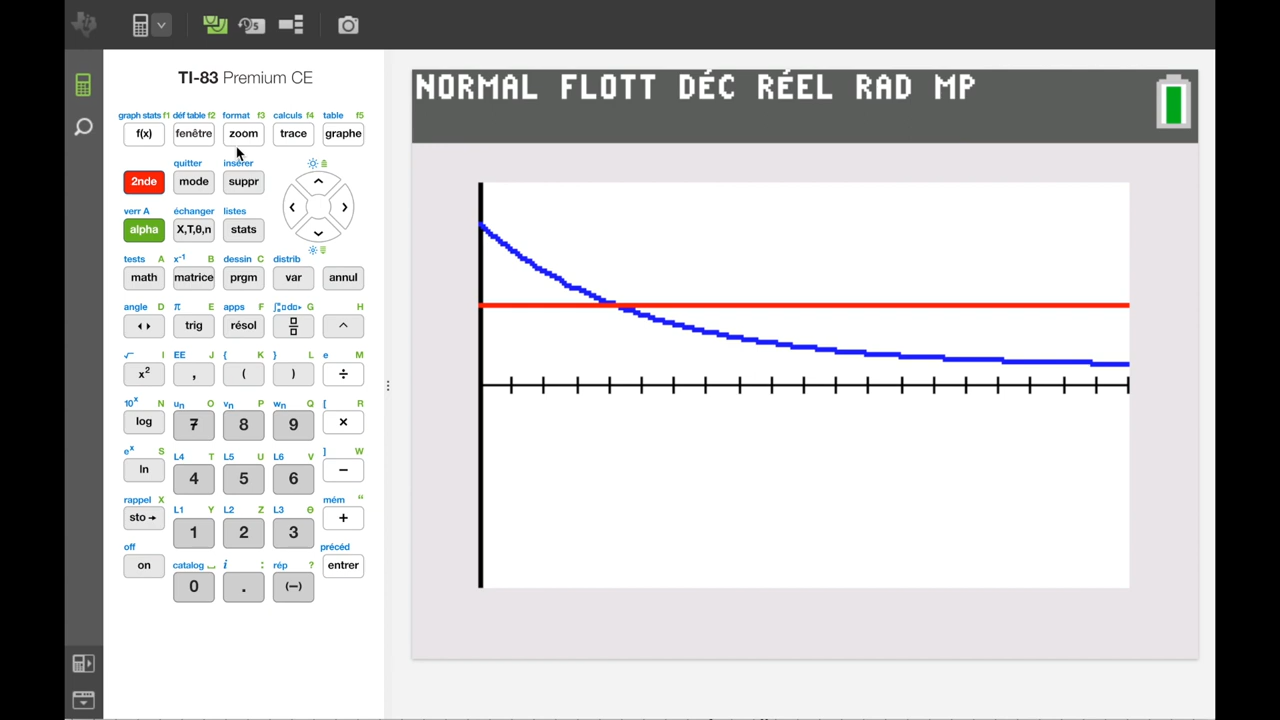 TI-83 Premium CE
NORMAL FLOTT DÉC RÉEL RAD MP
graph stats f1 déf table f2 format f3 calculs f4 table f5
f(x) fenêtre zoom trace graphe
quitter insérer
2nde mode suppr
verr A échanger listes
alpha X,T,θ,n stats
tests A x-1 B dessin C distrib
math matrice prgm var annul
angle D π E apps F G H
trig résol ^
√ I EE J { K } L e M
x² , ( ) ÷
10x N un O vn P wn Q [ R
log 7 8 9 ×
ex S L4 T L5 U L6 V ] W
ln 4 5 6 −
rappel X L1 Y L2 Z L3 θ mém “
sto→ 1 2 3 +
off catalog i : rép ? précéd
on 0 . (−) entrer